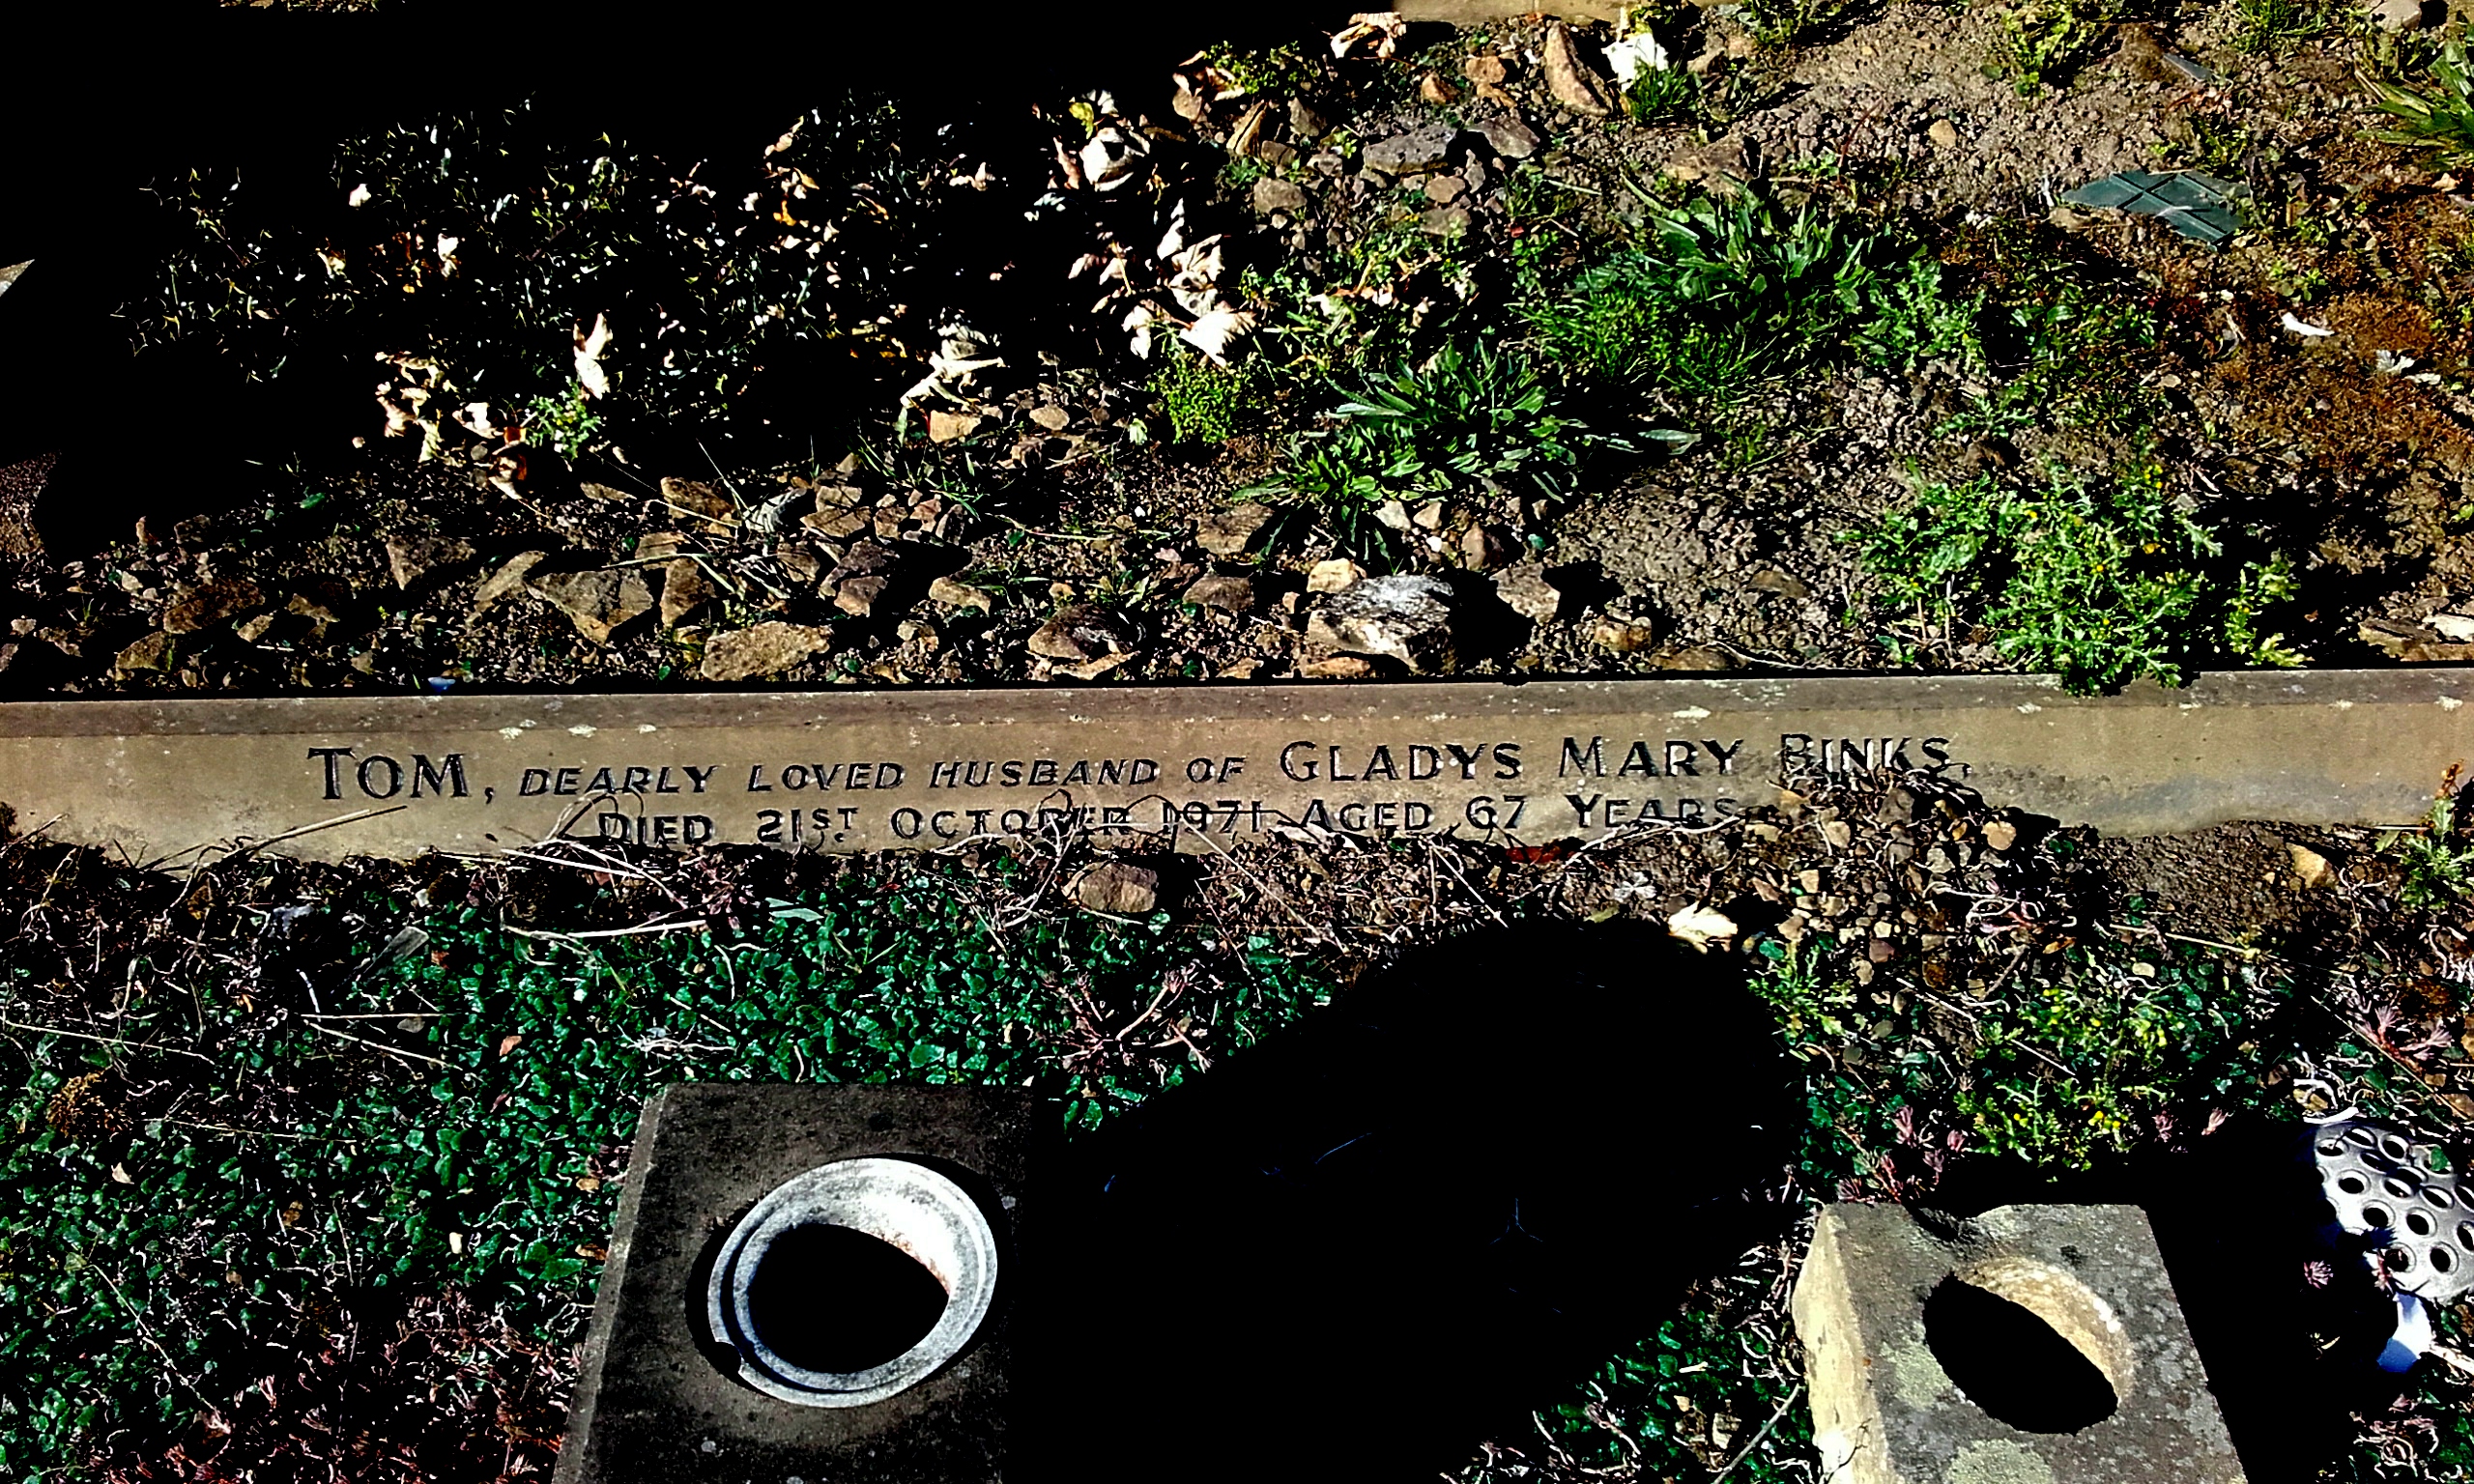 TOM, DEARLY LOVED HUSBAND OF GLADYS MARY BINKS,
DIED 21ST OCTOBER 1971 AGED 67 YEARS